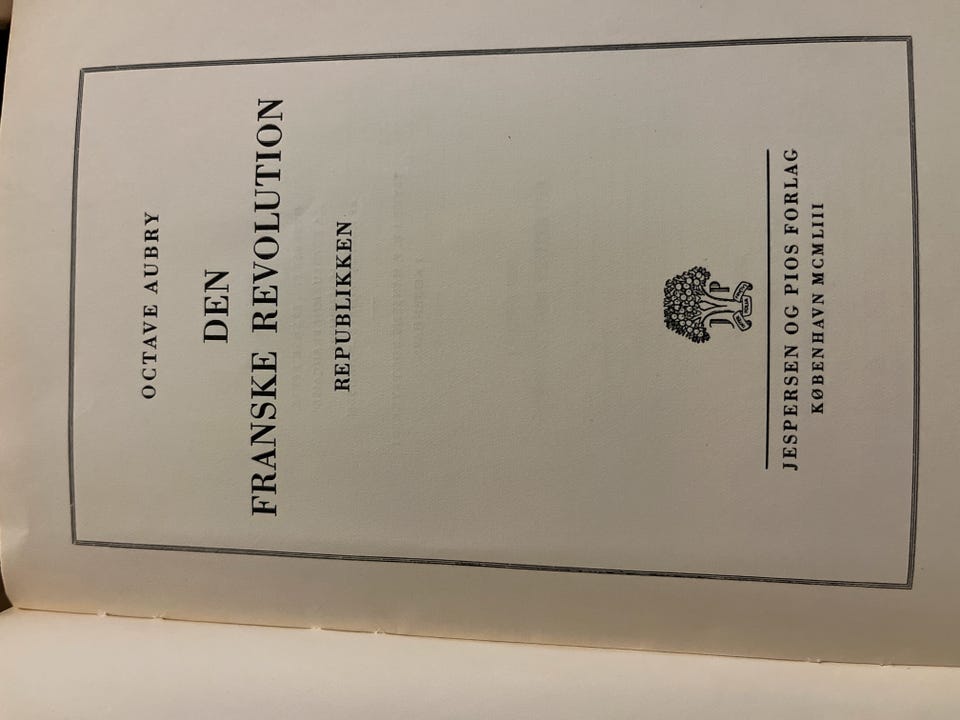 OCTAVE AUBRY
DEN
FRANSKE REVOLUTION
REPUBLIKKEN
J P
JESPERSEN OG PIOS FORLAG
KØBENHAVN MCMLIII